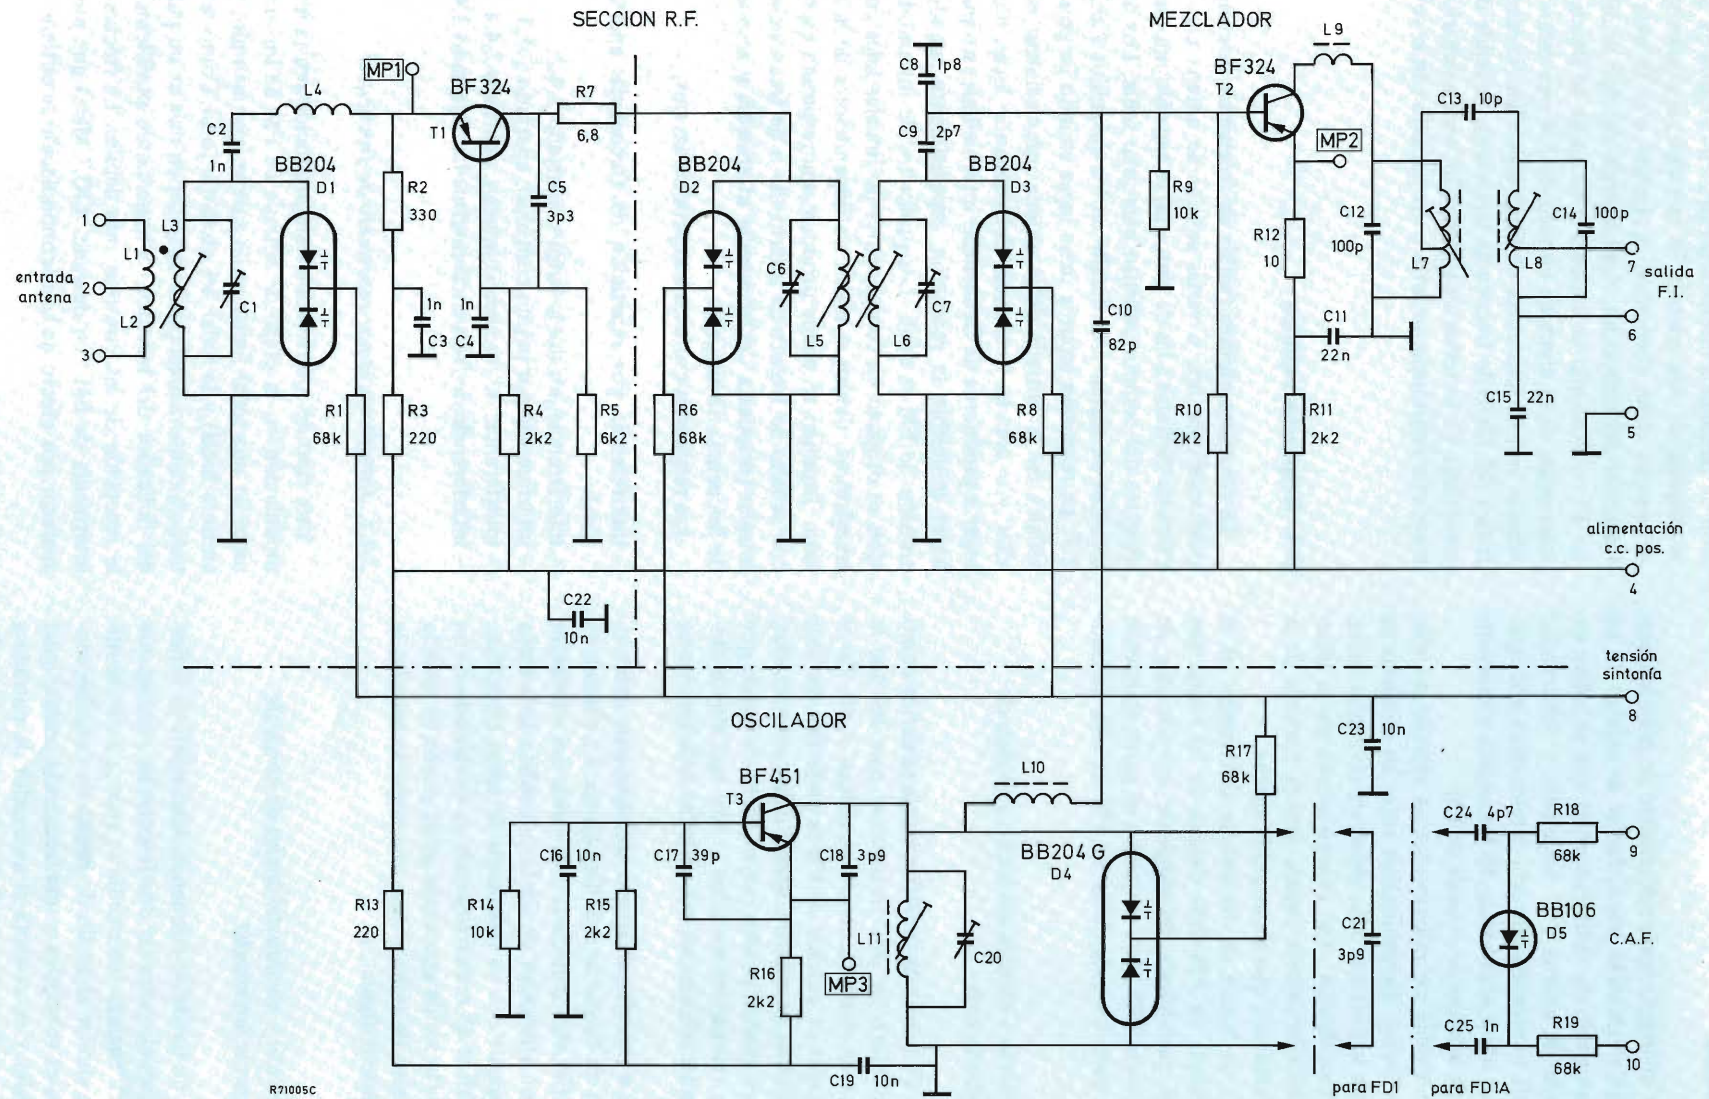 SECCION R.F.
MEZCLADOR
L9
MP1
BF324
T1
L4
R7
6,8
C8 1p8
BF324
T2
C13 10p
C2
1n
C9 2p7
MP2
BB204
D1
R2
330
C5
3p3
BB204
D2
BB204
D3
R9
10k
1
L3
L1
C12
100p
C14 100p
R12
10
entrada
antena
2
L2
3
C1
1n
C3
1n
C4
C6
L5
L6
C7
C10
82p
L7
L8
7
salida
F.I.
C11
22n
6
R1
68k
R3
220
R4
2k2
R5
6k2
R6
68k
R8
68k
R10
2k2
R11
2k2
C15 22n
5
alimentación
c.c. pos.
4
C22
10n
tensión
sintonía
8
OSCILADOR
C23 10n
R17
68k
L10
BF451
T3
C16 10n
C17 39p
C18 3p9
BB204G
D4
C24 4p7
R18
68k
9
R13
220
R14
10k
R15
2k2
L11
C20
C21
3p9
BB106
D5
C.A.F.
R16
2k2
MP3
C25 1n
R19
68k
10
C19 10n
R71005C
para FD1
para FD1A